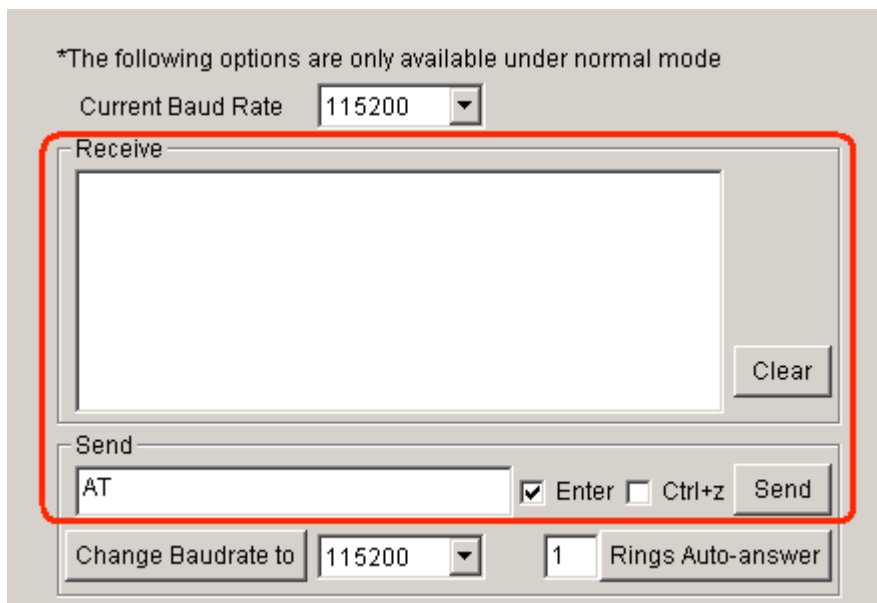 *The following options are only available under normal mode
Current Baud Rate 115200
Receive
Clear
Send
AT Enter Ctrl+z Send
Change Baudrate to 115200 1 Rings Auto-answer